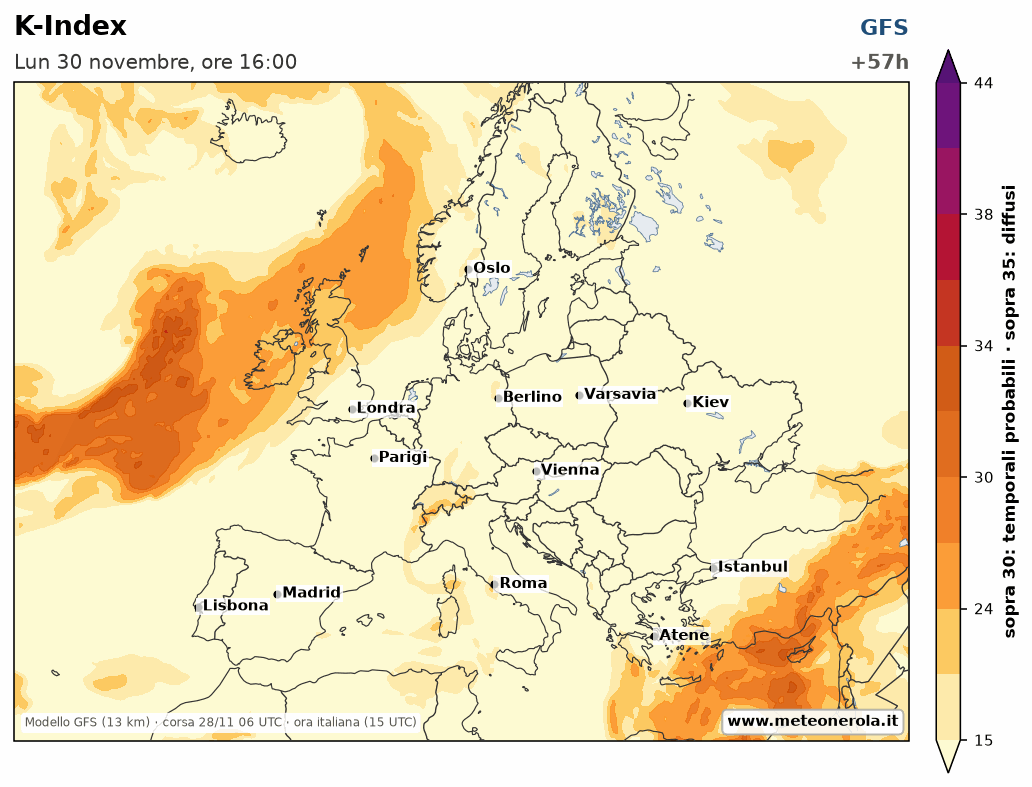 K-Index
GFS
Lun 30 novembre, ore 16:00
+57h
44
38
34
30
24
15
sopra 30: temporali probabili · sopra 35: diffusi
Oslo
Londra
Berlino
Varsavia
Kiev
Parigi
Vienna
Istanbul
Madrid
Roma
Lisbona
Atene
Modello GFS (13 km) · corsa 28/11 06 UTC · ora italiana (15 UTC)
www.meteonerola.it